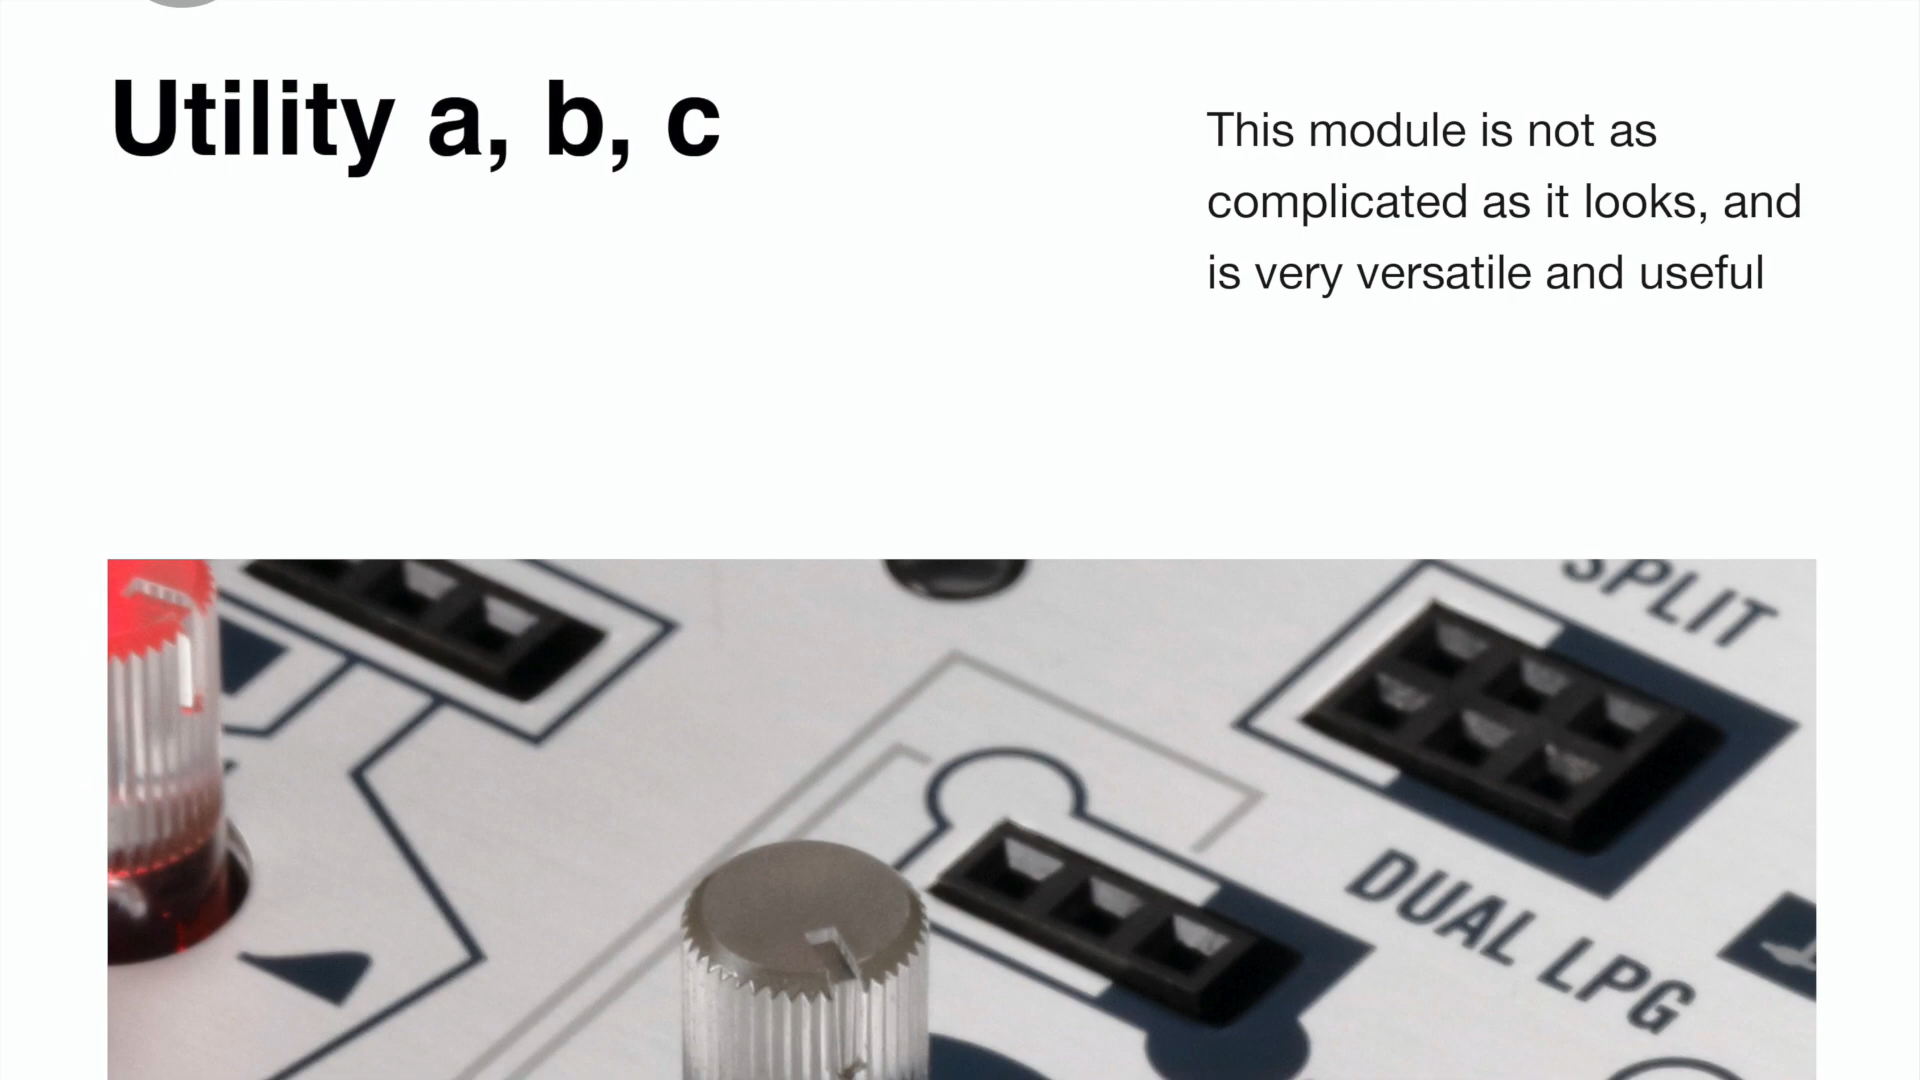 Utility a, b, c
This module is not as
complicated as it looks, and
is very versatile and useful
SPLIT
DUAL LPG